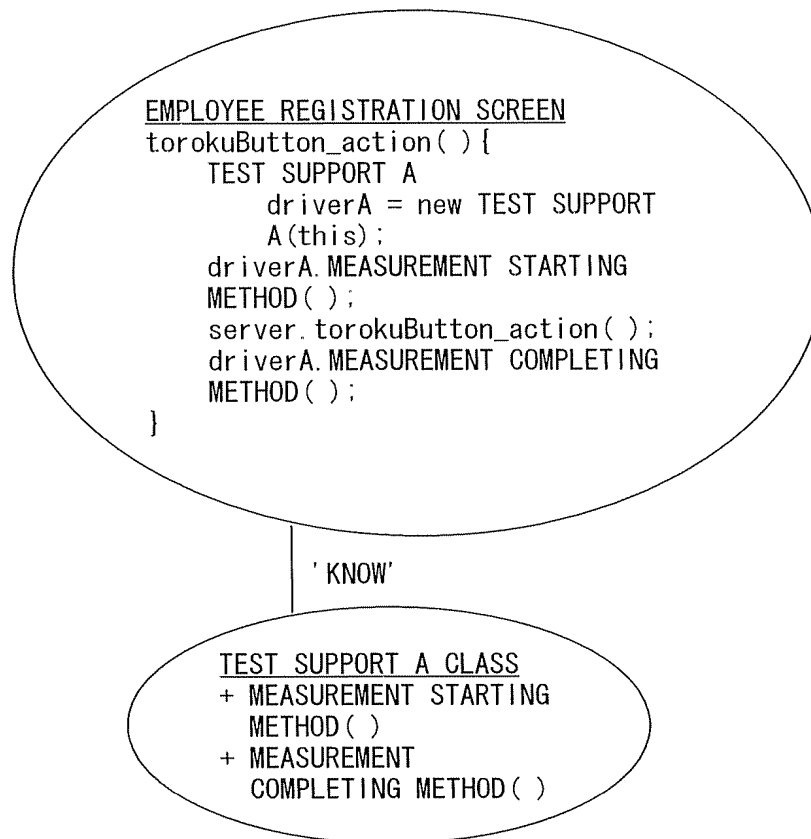 EMPLOYEE REGISTRATION SCREEN
torokuButton_action( ){
TEST SUPPORT A
driverA = new TEST SUPPORT
A(this);
driverA.MEASUREMENT STARTING
METHOD( );
server.torokuButton_action( );
driverA.MEASUREMENT COMPLETING
METHOD( );
}
'KNOW'
TEST SUPPORT A CLASS
+ MEASUREMENT STARTING
METHOD( )
+ MEASUREMENT
COMPLETING METHOD( )